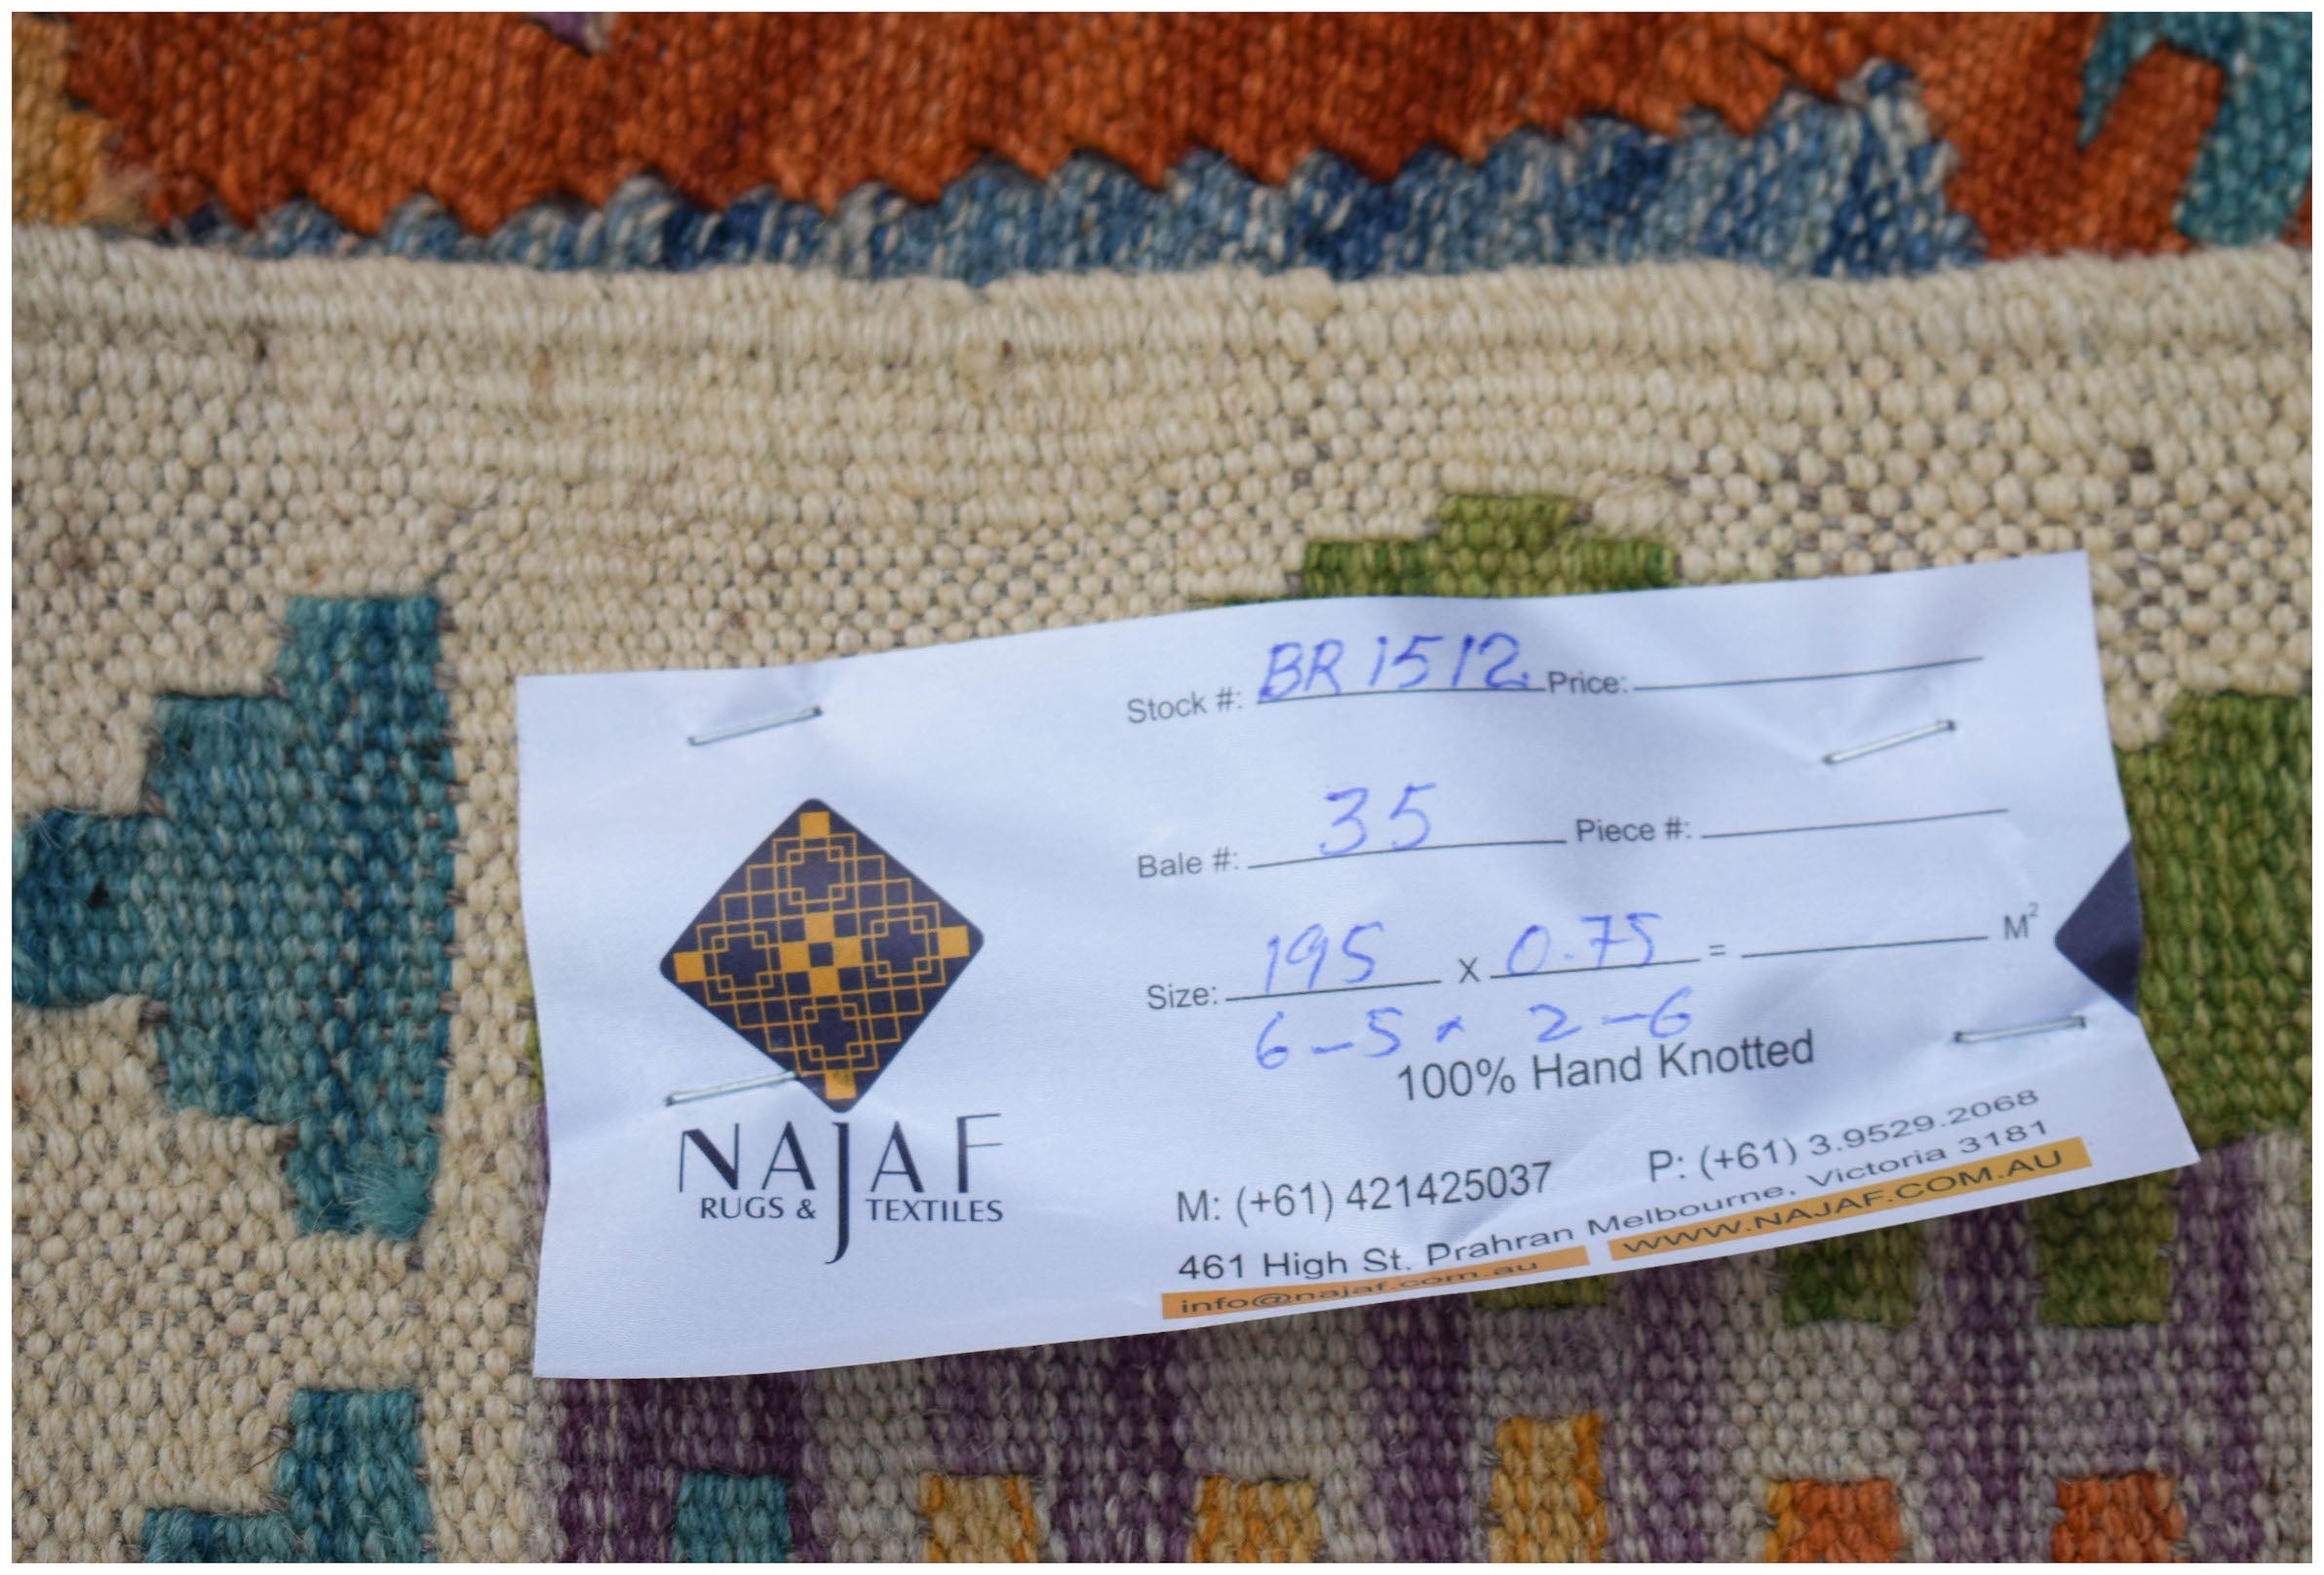 Stock #: BR 1512 Price:
Bale #: 35 Piece #:
Size: 195 x 0.75 = M²
6-5 x 2-6
100% Hand Knotted
NAJAF
RUGS & TEXTILES
M: (+61) 421425037 P: (+61) 3.9529.2068
461 High St. Prahran Melbourne, Victoria 3181
info@najaf.com.au WWW.NAJAF.COM.AU